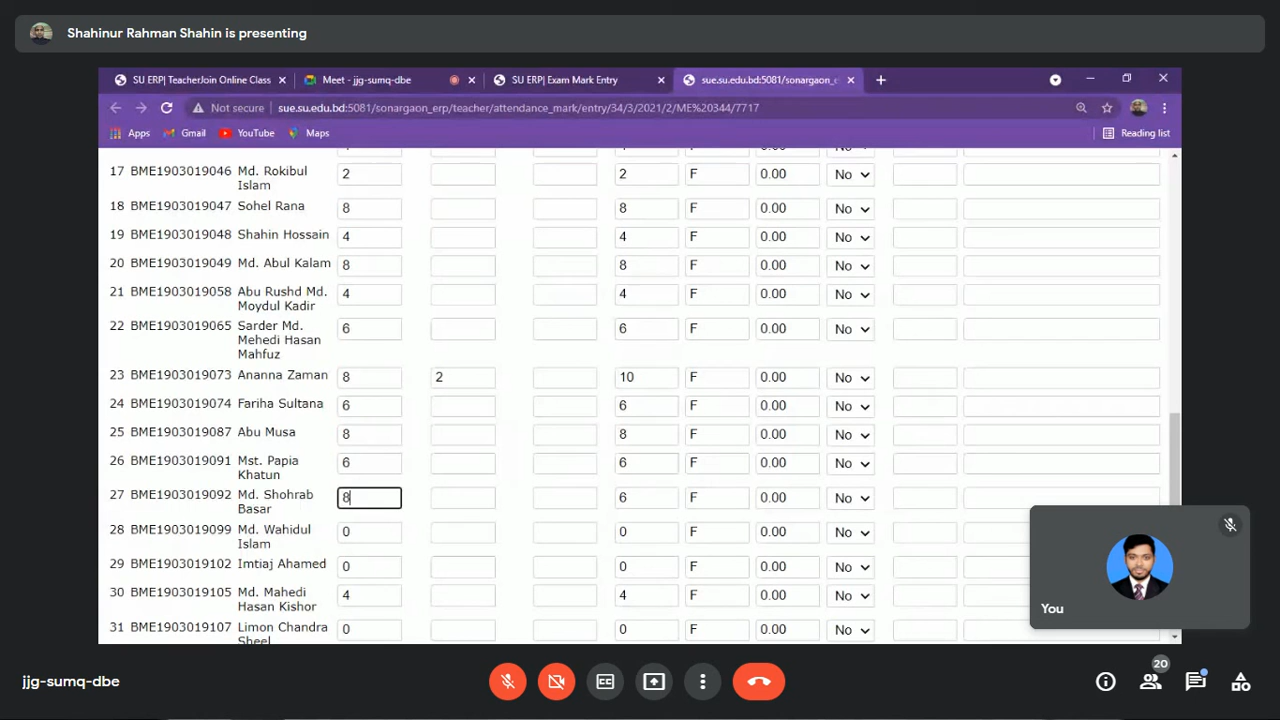 Shahinur Rahman Shahin is presenting
SU ERP| TeacherJoin Online Class
Meet - jjg-sumq-dbe
SU ERP| Exam Mark Entry
sue.su.edu.bd:5081/sonargaon_e
Not secure sue.su.edu.bd:5081/sonargaon_erp/teacher/attendance_mark/entry/34/3/2021/2/ME%20344/7717
Apps Gmail YouTube Maps Reading list
17 BME1903019046 Md. Rokibul 2 2 F 0.00 No
Islam
18 BME1903019047 Sohel Rana 8 8 F 0.00 No
19 BME1903019048 Shahin Hossain 4 4 F 0.00 No
20 BME1903019049 Md. Abul Kalam 8 8 F 0.00 No
21 BME1903019058 Abu Rushd Md. 4 4 F 0.00 No
Moydul Kadir
22 BME1903019065 Sarder Md. 6 6 F 0.00 No
Mehedi Hasan
Mahfuz
23 BME1903019073 Ananna Zaman 8 2 10 F 0.00 No
24 BME1903019074 Fariha Sultana 6 6 F 0.00 No
25 BME1903019087 Abu Musa 8 8 F 0.00 No
26 BME1903019091 Mst. Papia 6 6 F 0.00 No
Khatun
27 BME1903019092 Md. Shohrab 8 6 F 0.00 No
Basar
28 BME1903019099 Md. Wahidul 0 0 F 0.00 No
Islam
29 BME1903019102 Imtiaj Ahamed 0 0 F 0.00 No
30 BME1903019105 Md. Mahedi 4 4 F 0.00 No
Hasan Kishor
31 BME1903019107 Limon Chandra 0 0 F 0.00 No
Sheel
You
jjg-sumq-dbe
20